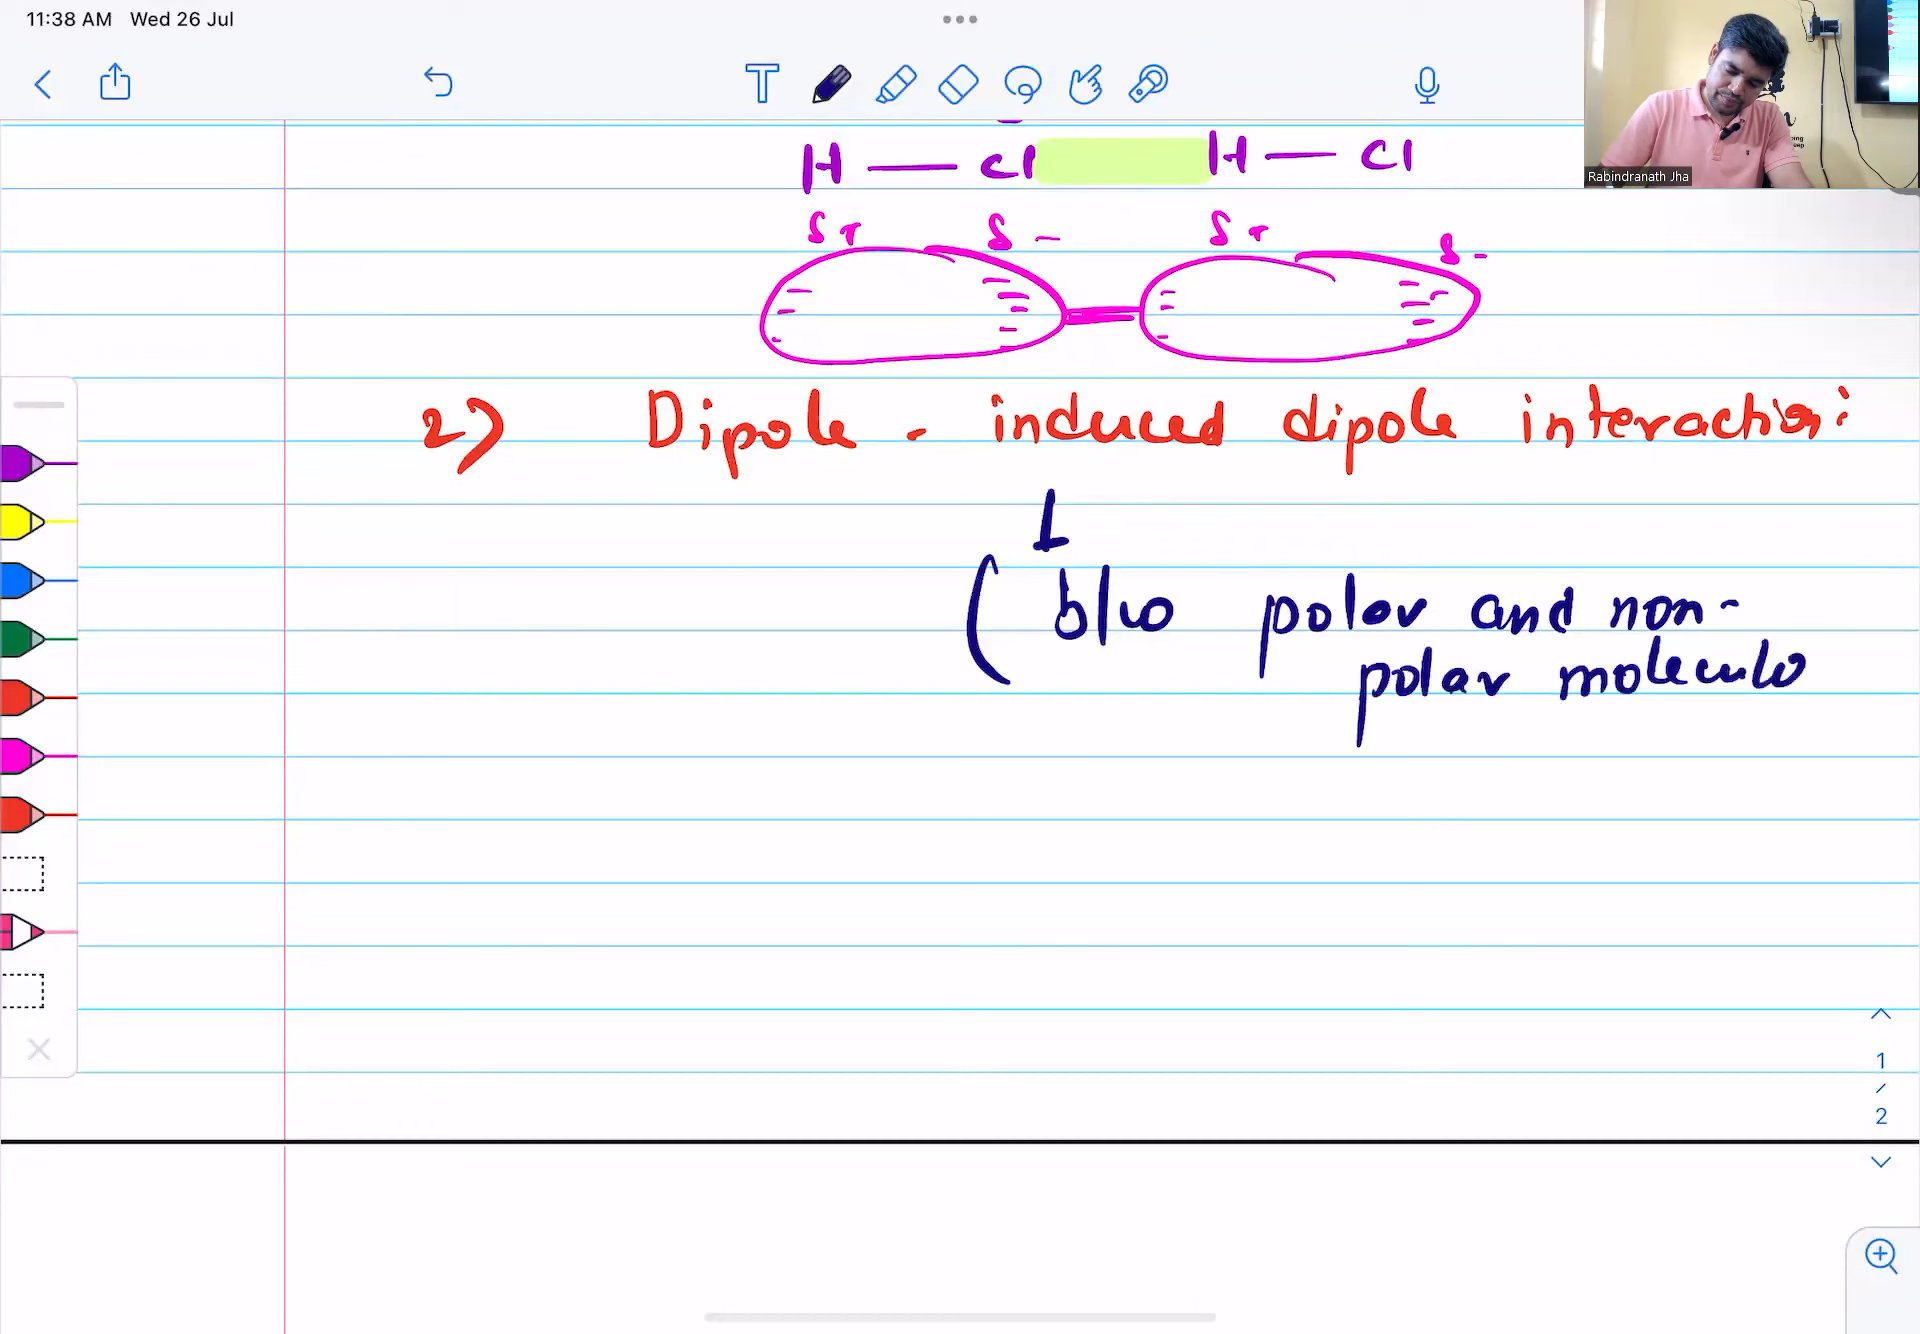 11:38 AM Wed 26 Jul
Rabindranath Jha
H — Cl H — Cl
δ+ δ- δ+ δ-
2) Dipole - induced dipole interaction:
( b/w polar and non-
polar molecule
1
/
2